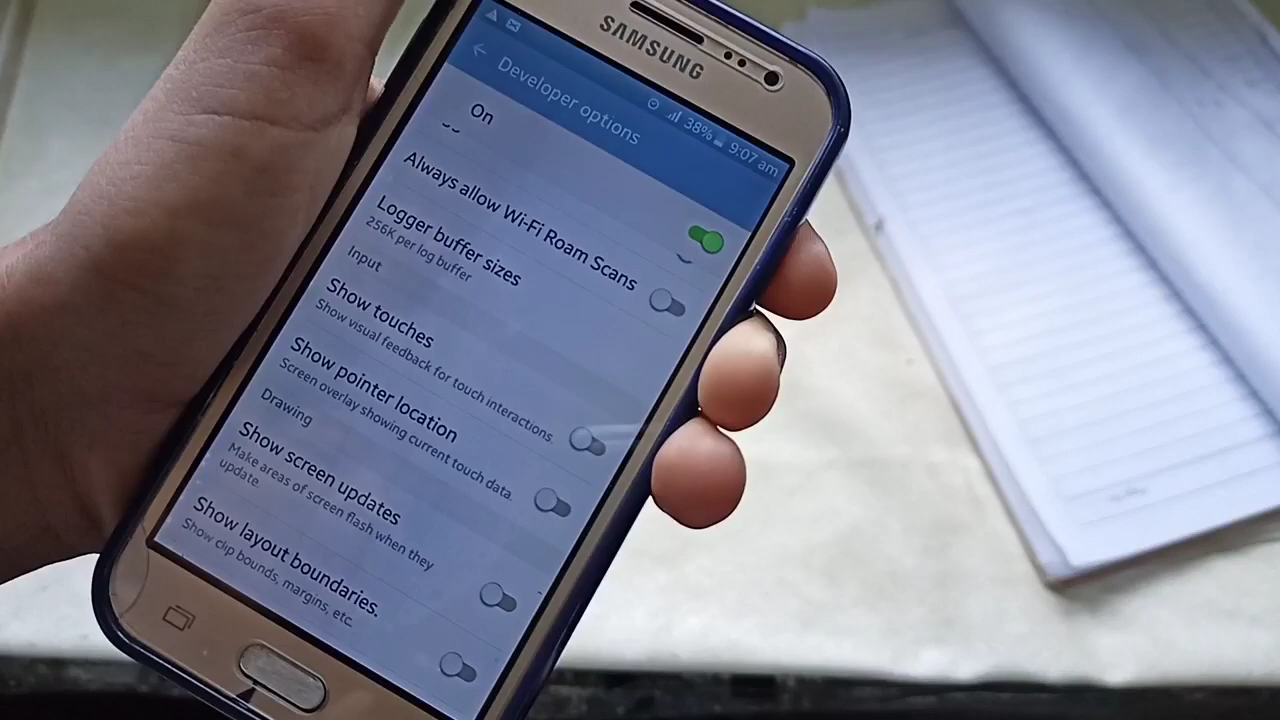 SAMSUNG
38% 9:07 am
Developer options
On
Always allow Wi-Fi Roam Scans
Logger buffer sizes
256K per log buffer
Input
Show touches
Show visual feedback for touch interactions.
Show pointer location
Screen overlay showing current touch data.
Drawing
Show screen updates
Make areas of screen flash when they
update.
Show layout boundaries
Show clip bounds, margins, etc.